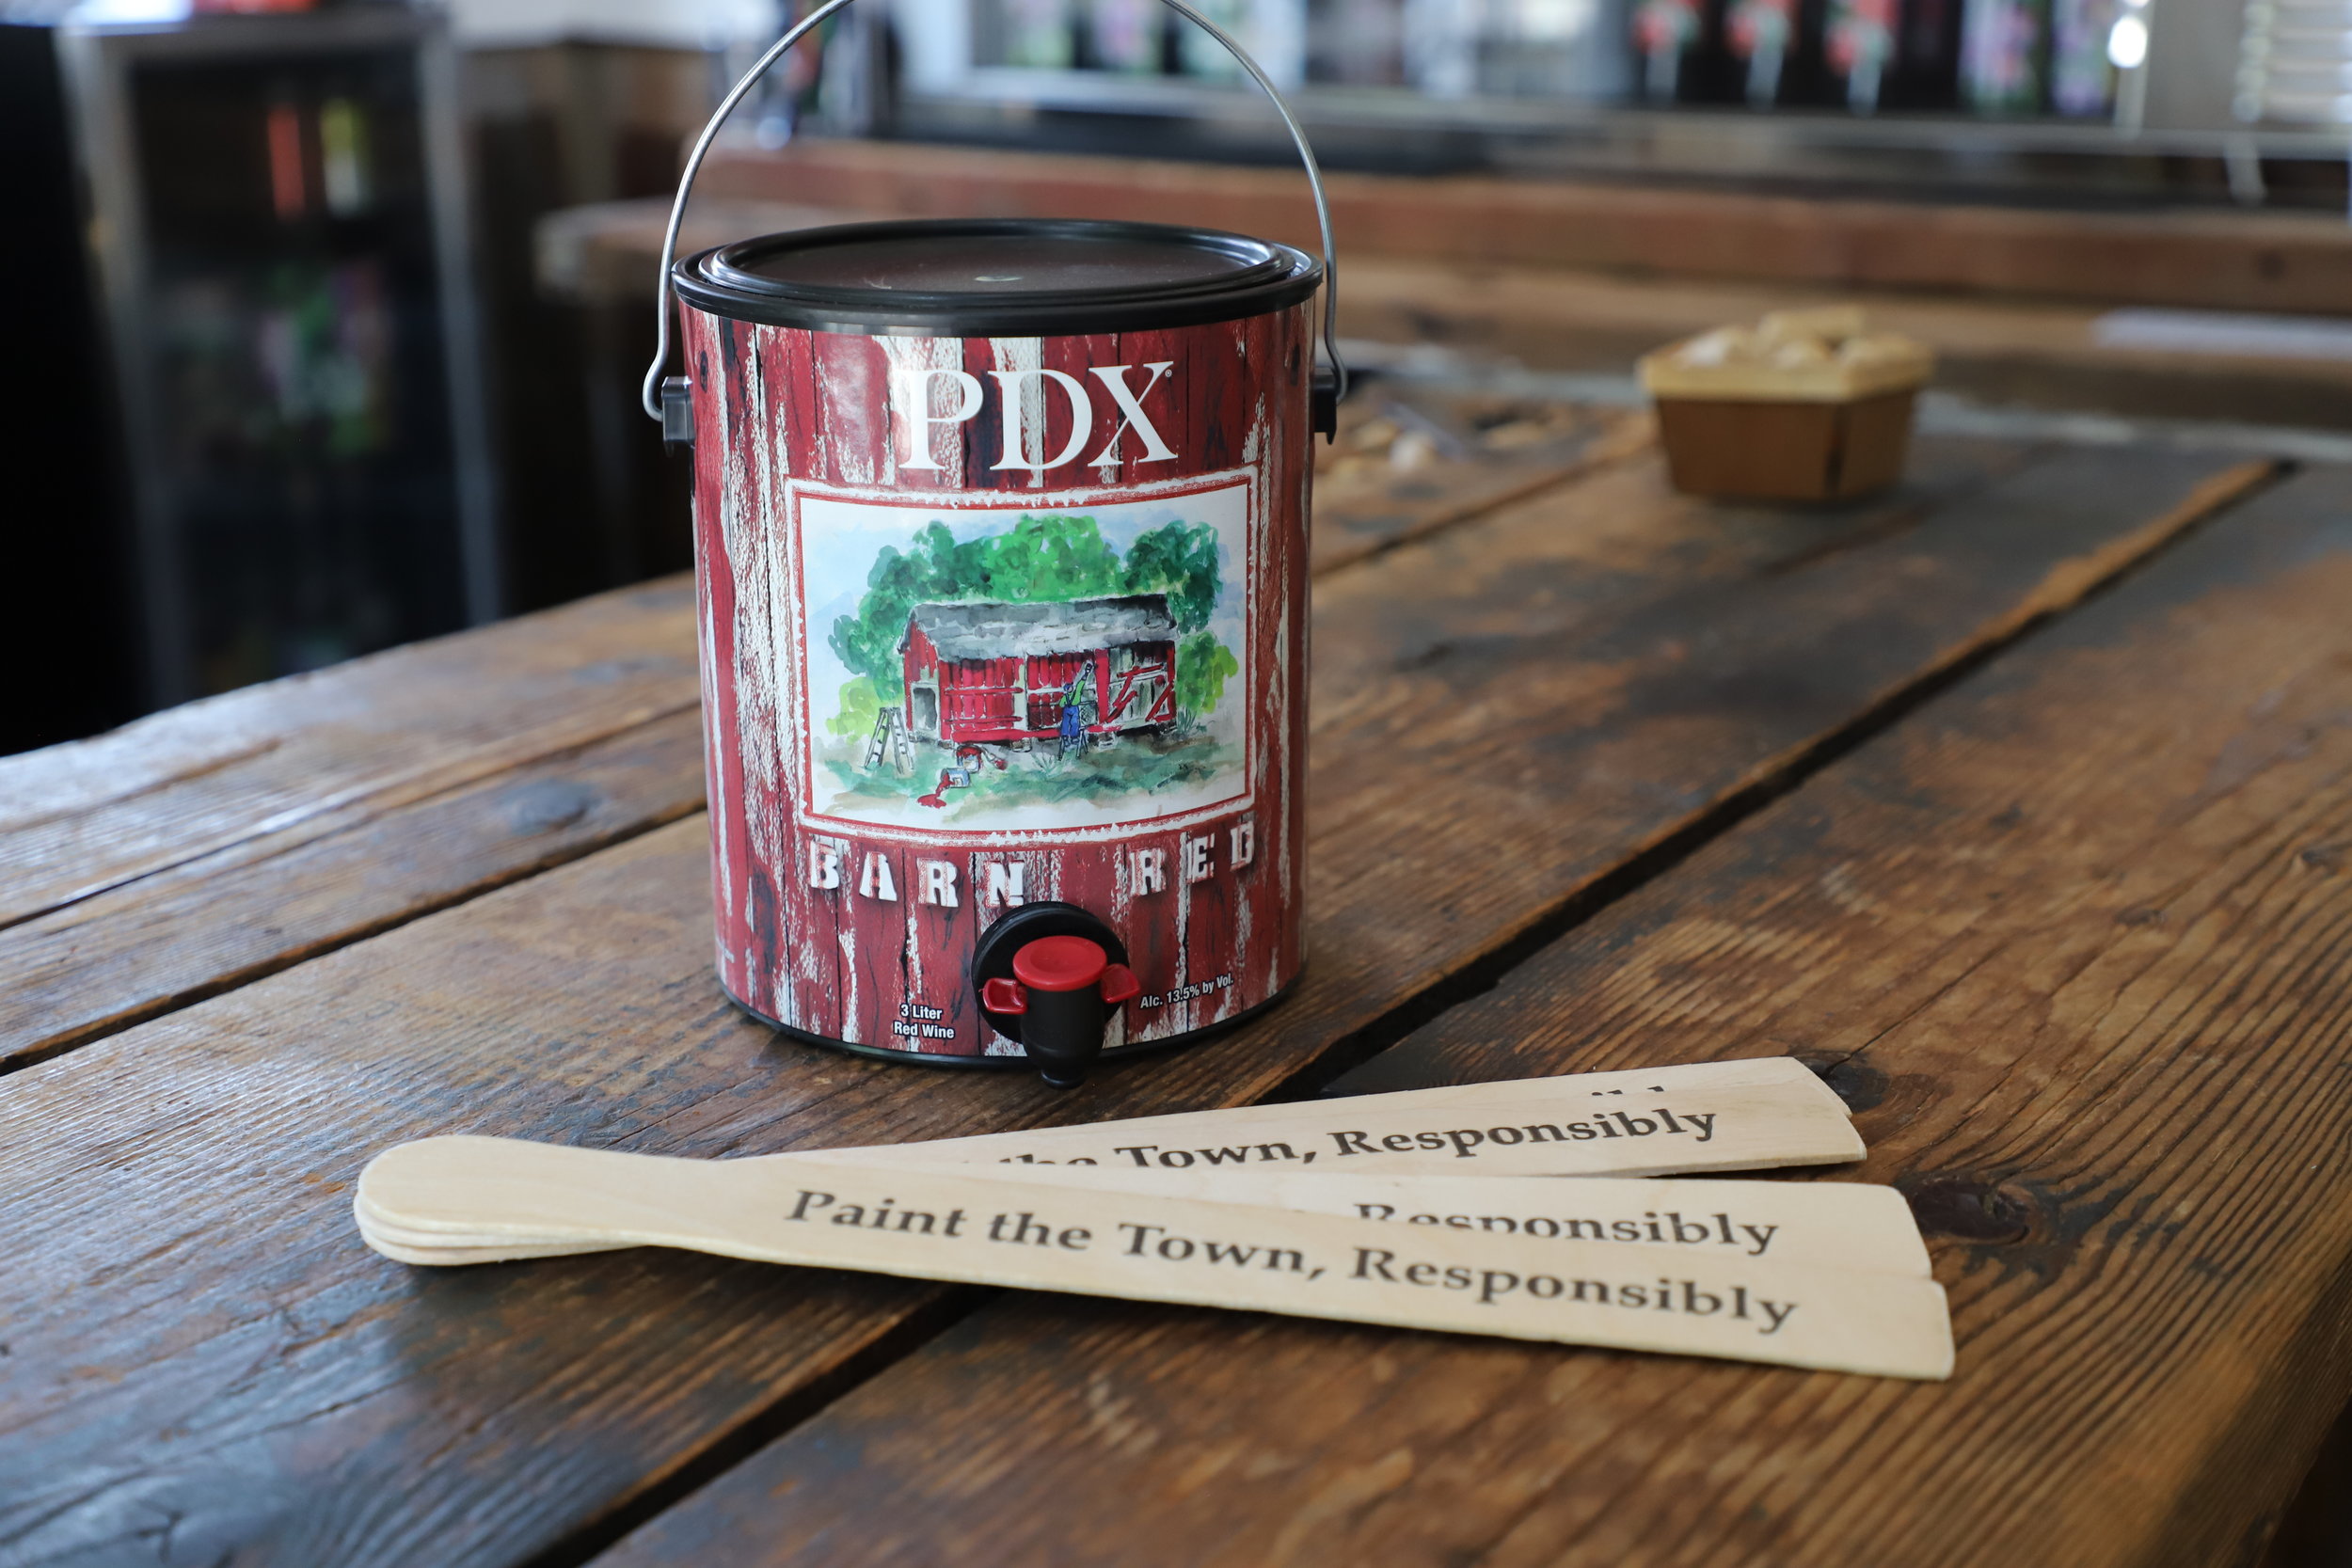 PDX®
BARN RED
3 Liter
Red Wine
Alc. 13.5% by Vol.
the Town, Responsibly
Responsibly
Paint the Town, Responsibly